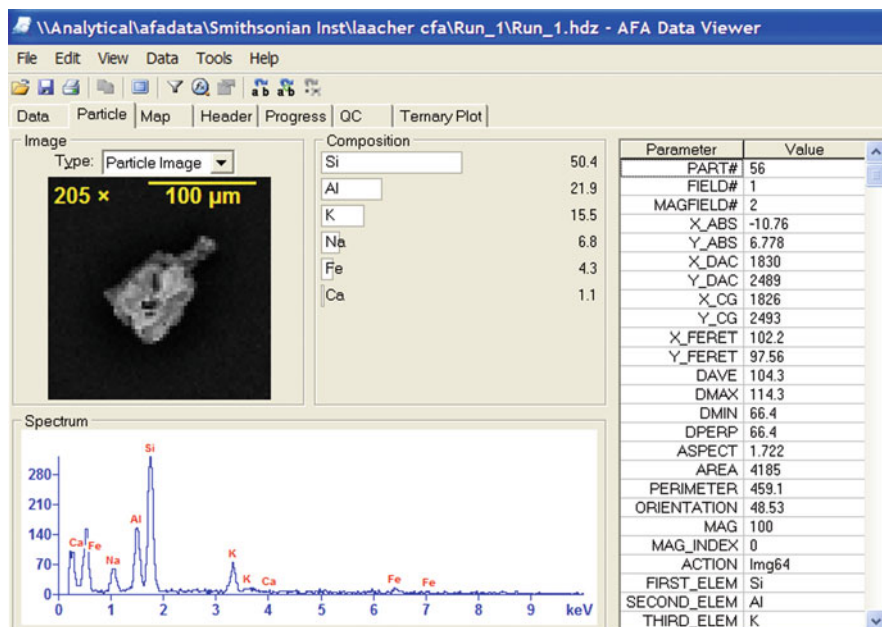 \\Analytical\afadata\Smithsonian Inst\laacher cfa\Run_1\Run_1.hdz - AFA Data Viewer
File Edit View Data Tools Help
Data Particle Map Header Progress QC Ternary Plot
Image
Type: Particle Image
205 × 100 µm
Composition
Si 50.4
Al 21.9
K 15.5
Na 6.8
Fe 4.3
Ca 1.1
Parameter Value
PART# 56
FIELD# 1
MAGFIELD# 2
X_ABS -10.76
Y_ABS 6.778
X_DAC 1830
Y_DAC 2489
X_CG 1826
Y_CG 2493
X_FERET 102.2
Y_FERET 97.56
DAVE 104.3
DMAX 114.3
DMIN 66.4
DPERP 66.4
ASPECT 1.722
AREA 4185
PERIMETER 459.1
ORIENTATION 48.53
MAG 100
MAG_INDEX 0
ACTION Img64
FIRST_ELEM Si
SECOND_ELEM Al
THIRD_ELEM K
Spectrum
280
210
140
70
0
Ca Fe Na Al Si K K Ca Fe Fe
0 1 2 3 4 5 6 7 8 9 keV